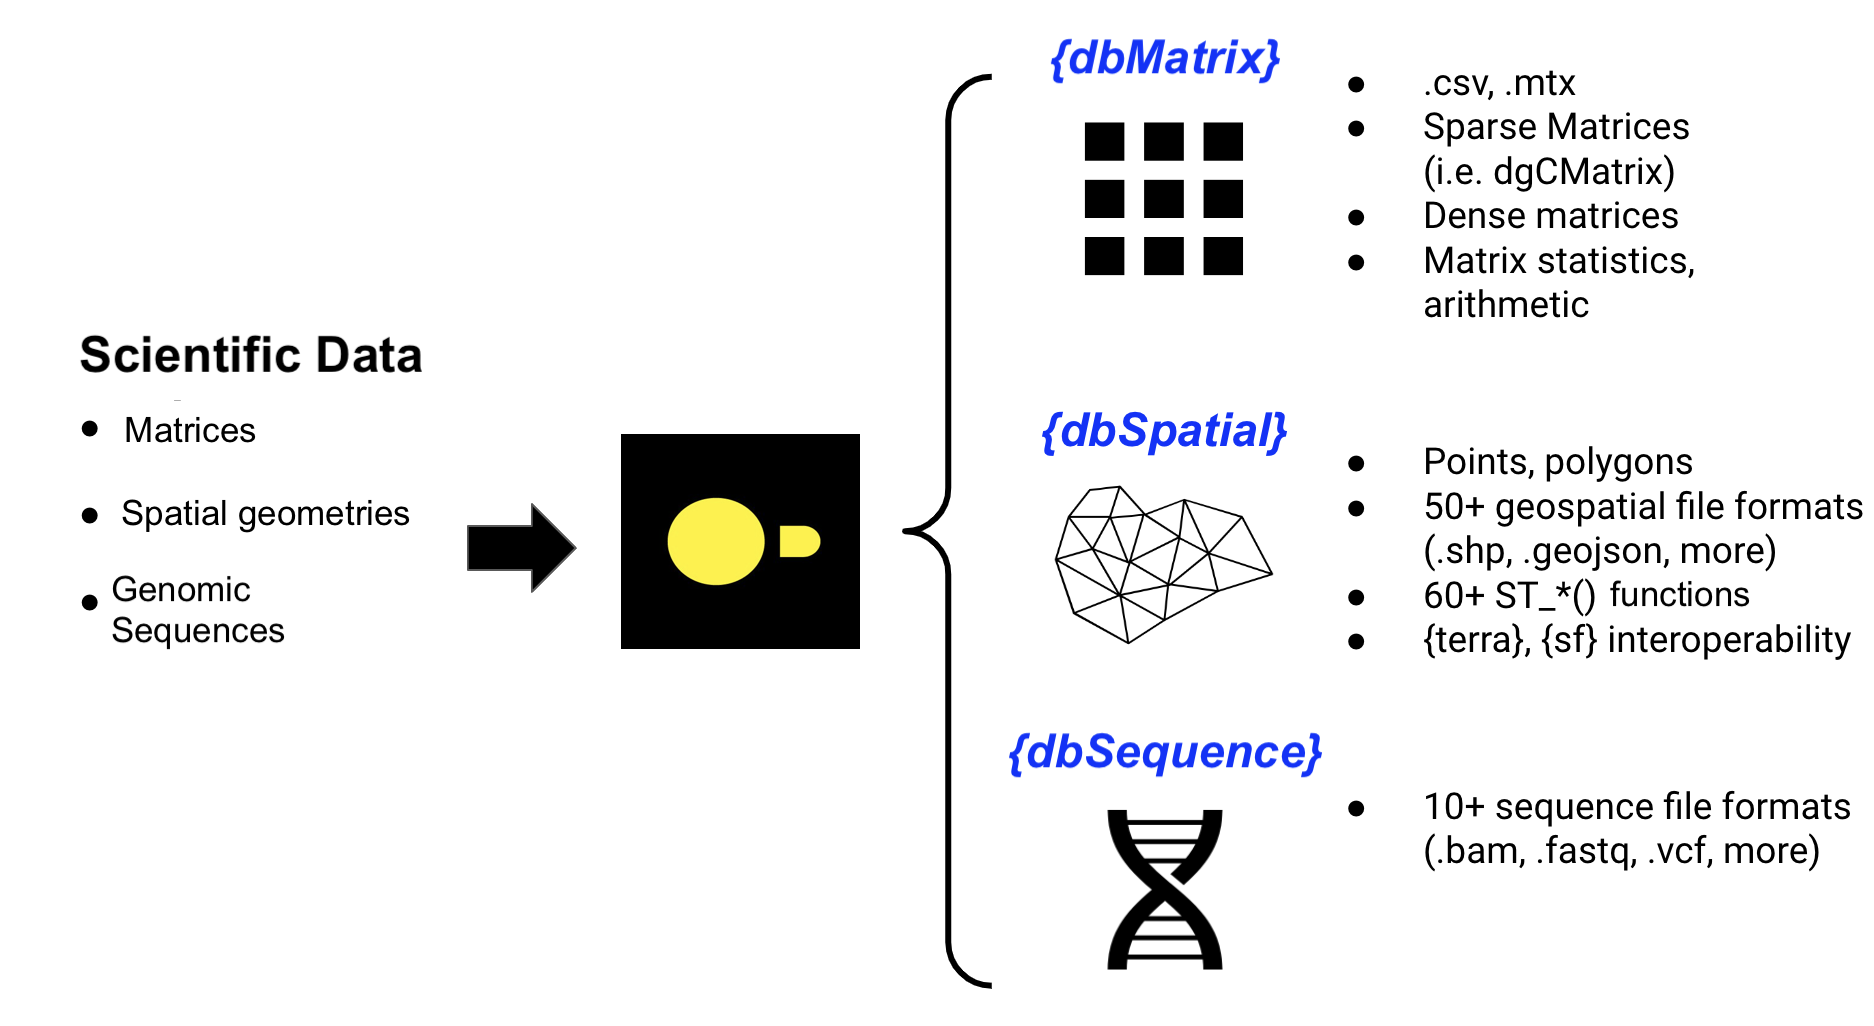 Scientific Data
● Matrices
● Spatial geometries
● Genomic
Sequences
{dbMatrix}
● .csv, .mtx
● Sparse Matrices
(i.e. dgCMatrix)
● Dense matrices
● Matrix statistics,
arithmetic
{dbSpatial}
● Points, polygons
● 50+ geospatial file formats
(.shp, .geojson, more)
● 60+ ST_*() functions
● {terra}, {sf} interoperability
{dbSequence}
● 10+ sequence file formats
(.bam, .fastq, .vcf, more)